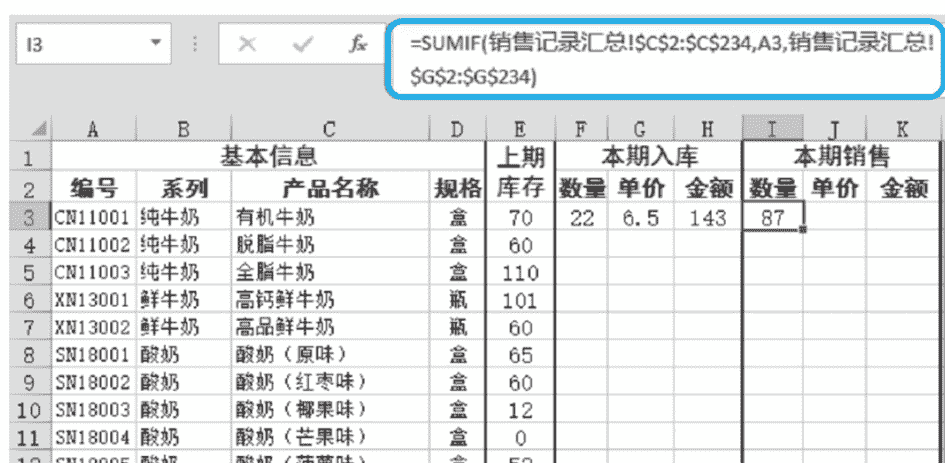 I3
fx
=SUMIF(销售记录汇总!$C$2:$C$234,A3,销售记录汇总!
$G$2:$G$234)
A B C D E F G H I J K
1 基本信息 上期 本期入库 本期销售
2 编号 系列 产品名称 规格 库存 数量 单价 金额 数量 单价 金额
3 CN11001 纯牛奶 有机牛奶 盒 70 22 6.5 143 87
4 CN11002 纯牛奶 脱脂牛奶 盒 60
5 CN11003 纯牛奶 全脂牛奶 盒 110
6 XN13001 鲜牛奶 高钙鲜牛奶 瓶 101
7 XN13002 鲜牛奶 高品鲜牛奶 瓶 60
8 SN18001 酸奶 酸奶（原味） 盒 65
9 SN18002 酸奶 酸奶（红枣味） 盒 60
10 SN18003 酸奶 酸奶（椰果味） 盒 12
11 SN18004 酸奶 酸奶（芒果味） 盒 0